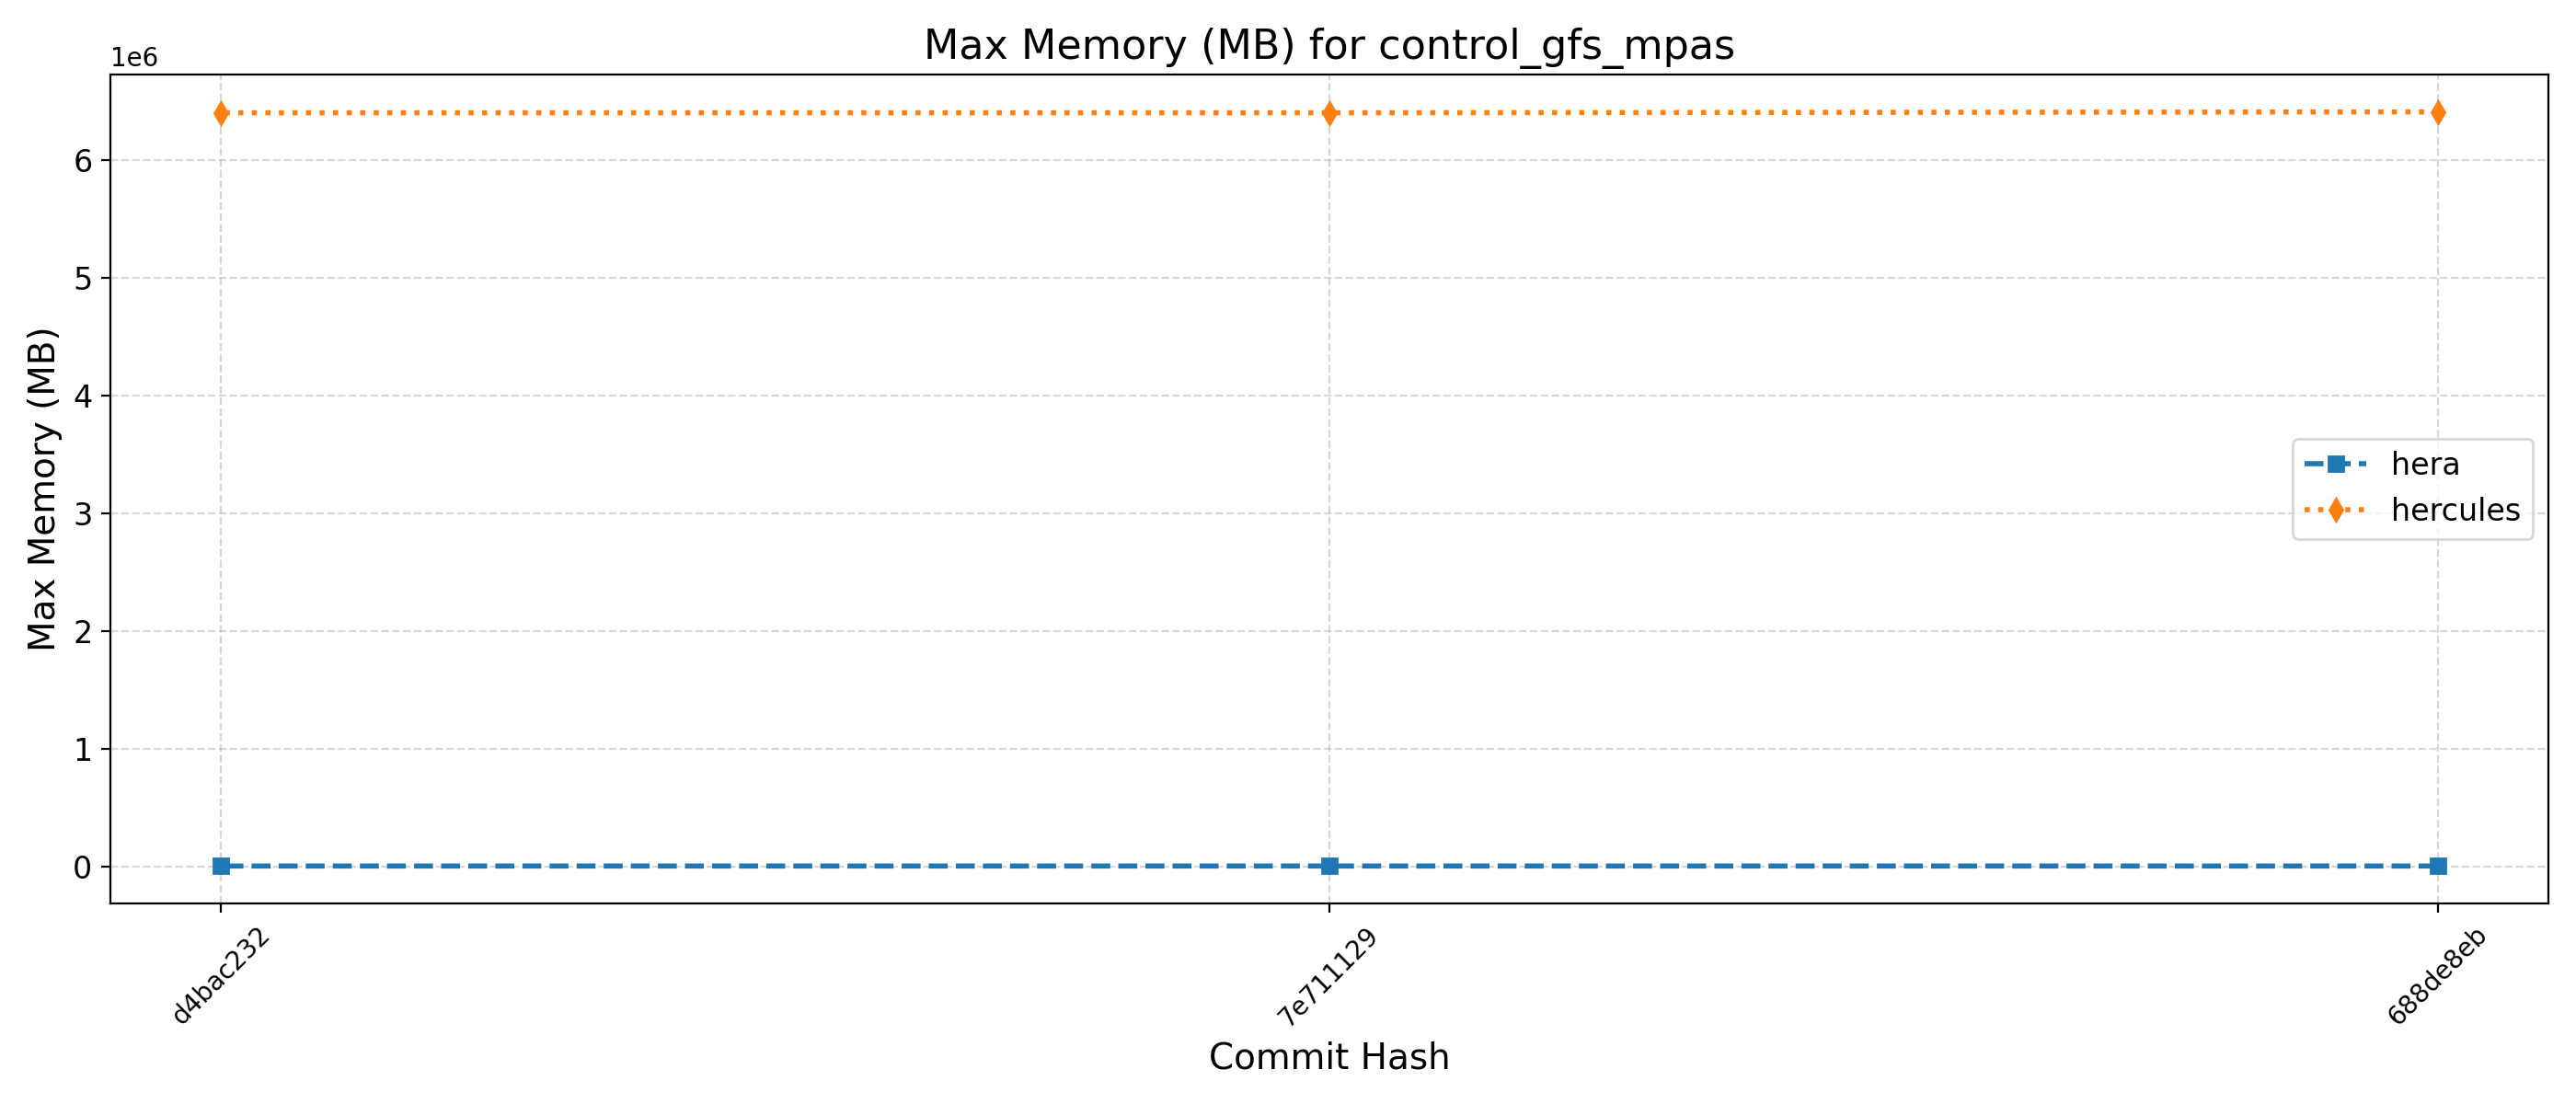 Max Memory (MB) for control_gfs_mpas
1e6
6
5
4
3
2
1
0
Max Memory (MB)
hera
hercules
d4bac232
7e711129
688de8eb
Commit Hash